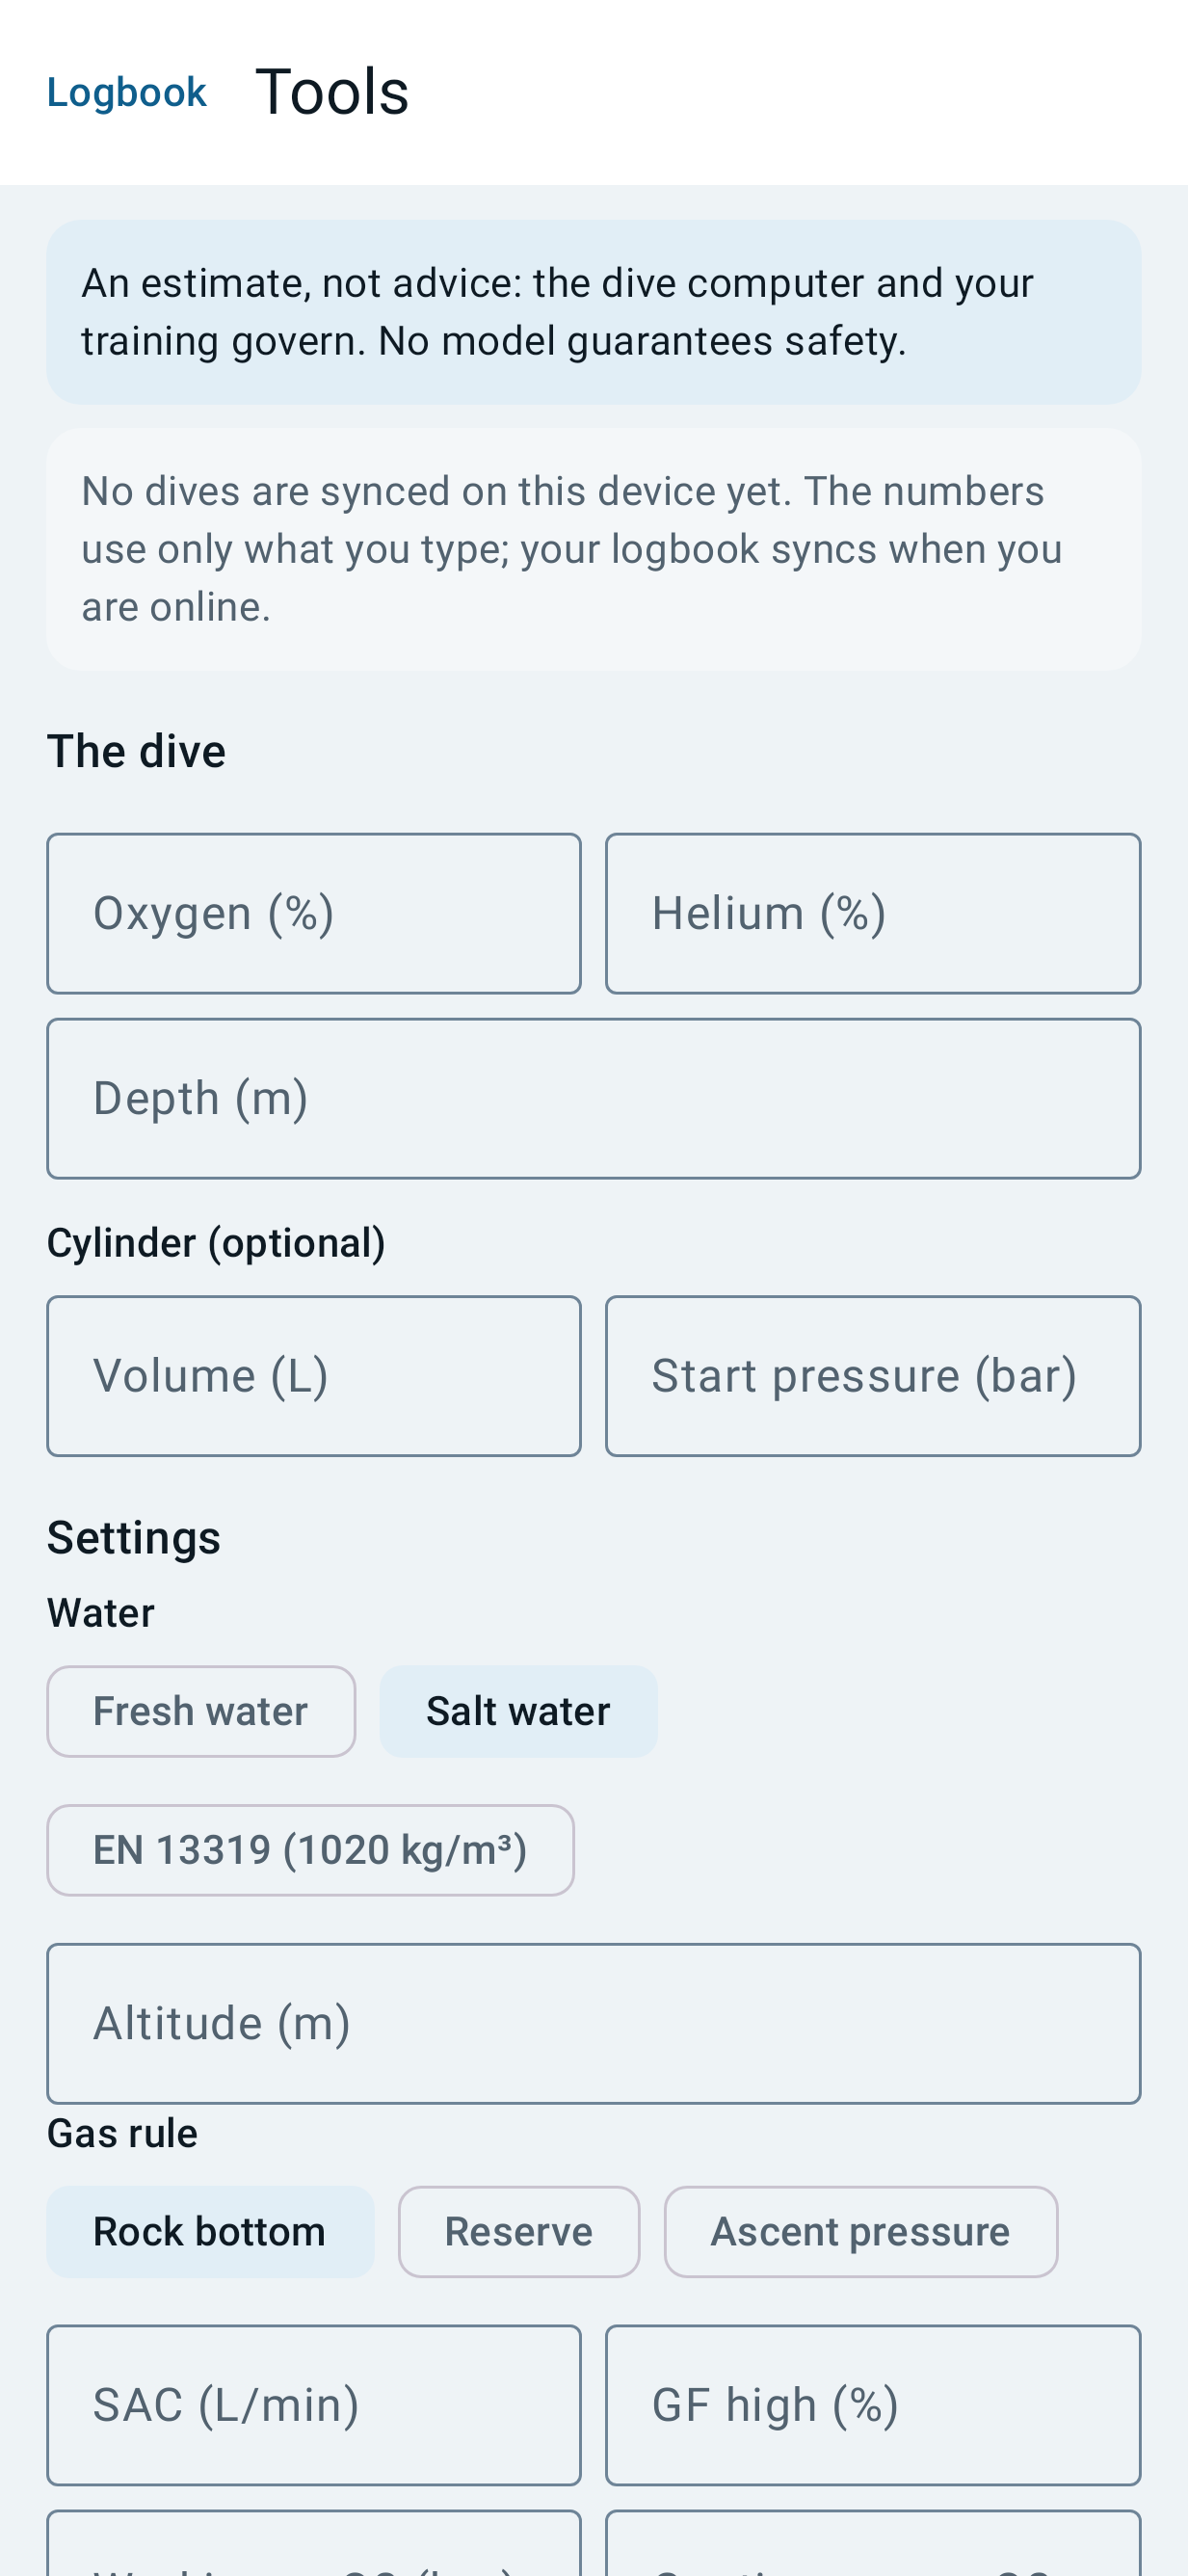 Logbook Tools
An estimate, not advice: the dive computer and your
training govern. No model guarantees safety.
No dives are synced on this device yet. The numbers
use only what you type; your logbook syncs when you
are online.
The dive
Oxygen (%) Helium (%)
Depth (m)
Cylinder (optional)
Volume (L) Start pressure (bar)
Settings
Water
Fresh water Salt water
EN 13319 (1020 kg/m³)
Altitude (m)
Gas rule
Rock bottom Reserve Ascent pressure
SAC (L/min) GF high (%)